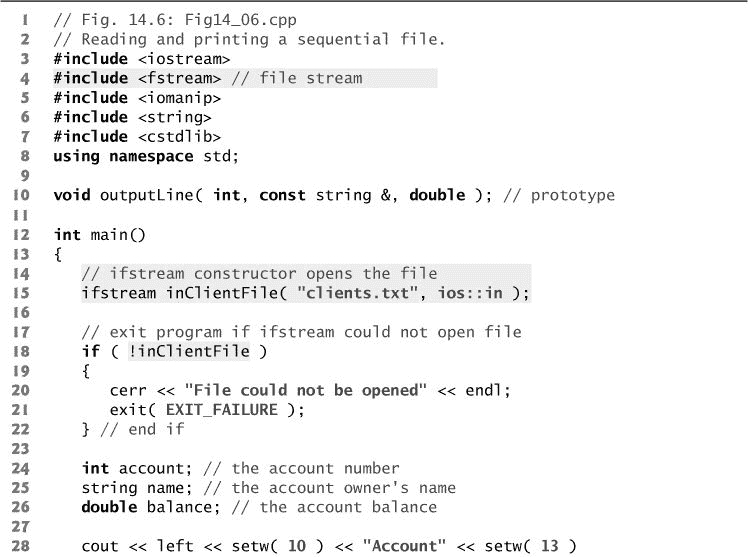 1 // Fig. 14.6: Fig14_06.cpp
2 // Reading and printing a sequential file.
3 #include <iostream>
4 #include <fstream> // file stream
5 #include <iomanip>
6 #include <string>
7 #include <cstdlib>
8 using namespace std;
9
10 void outputLine( int, const string &, double ); // prototype
11
12 int main()
13 {
14 // ifstream constructor opens the file
15 ifstream inClientFile( "clients.txt", ios::in );
16
17 // exit program if ifstream could not open file
18 if ( !inClientFile )
19 {
20 cerr << "File could not be opened" << endl;
21 exit( EXIT_FAILURE );
22 } // end if
23
24 int account; // the account number
25 string name; // the account owner's name
26 double balance; // the account balance
27
28 cout << left << setw( 10 ) << "Account" << setw( 13 )